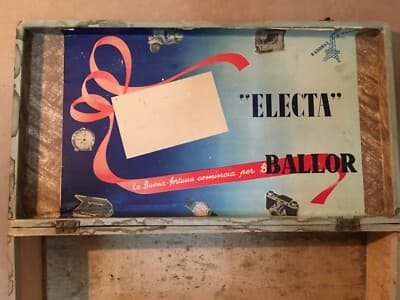 "ELECTA"
La Buona fortuna comincia per B
BALLOR